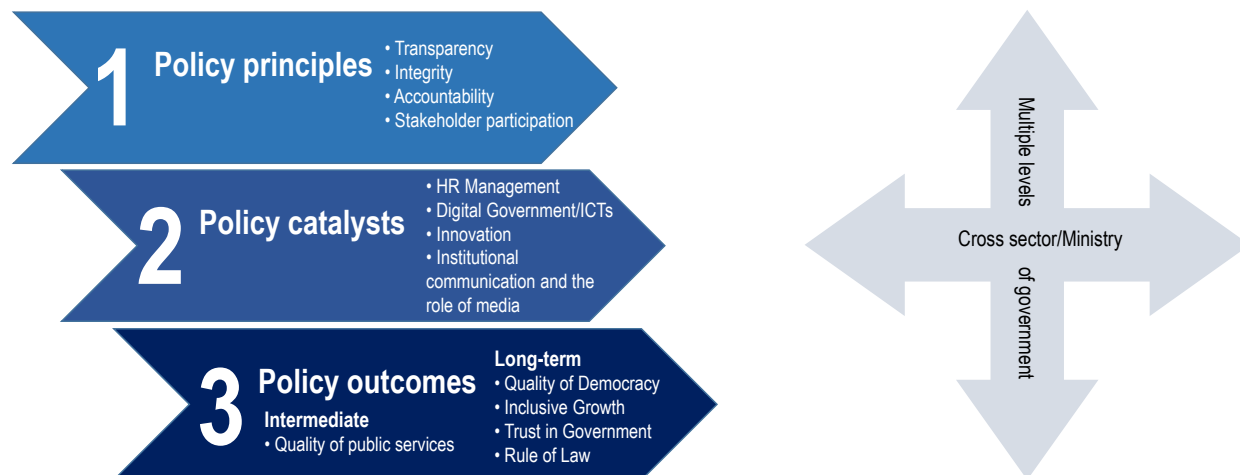 1
Policy principles
• Transparency
• Integrity
• Accountability
• Stakeholder participation
2
Policy catalysts
• HR Management
• Digital Government/ICTs
• Innovation
• Institutional
communication and the
role of media
3
Policy outcomes
Intermediate
• Quality of public services
Long-term
• Quality of Democracy
• Inclusive Growth
• Trust in Government
• Rule of Law
Multiple levels of government
Cross sector/Ministry